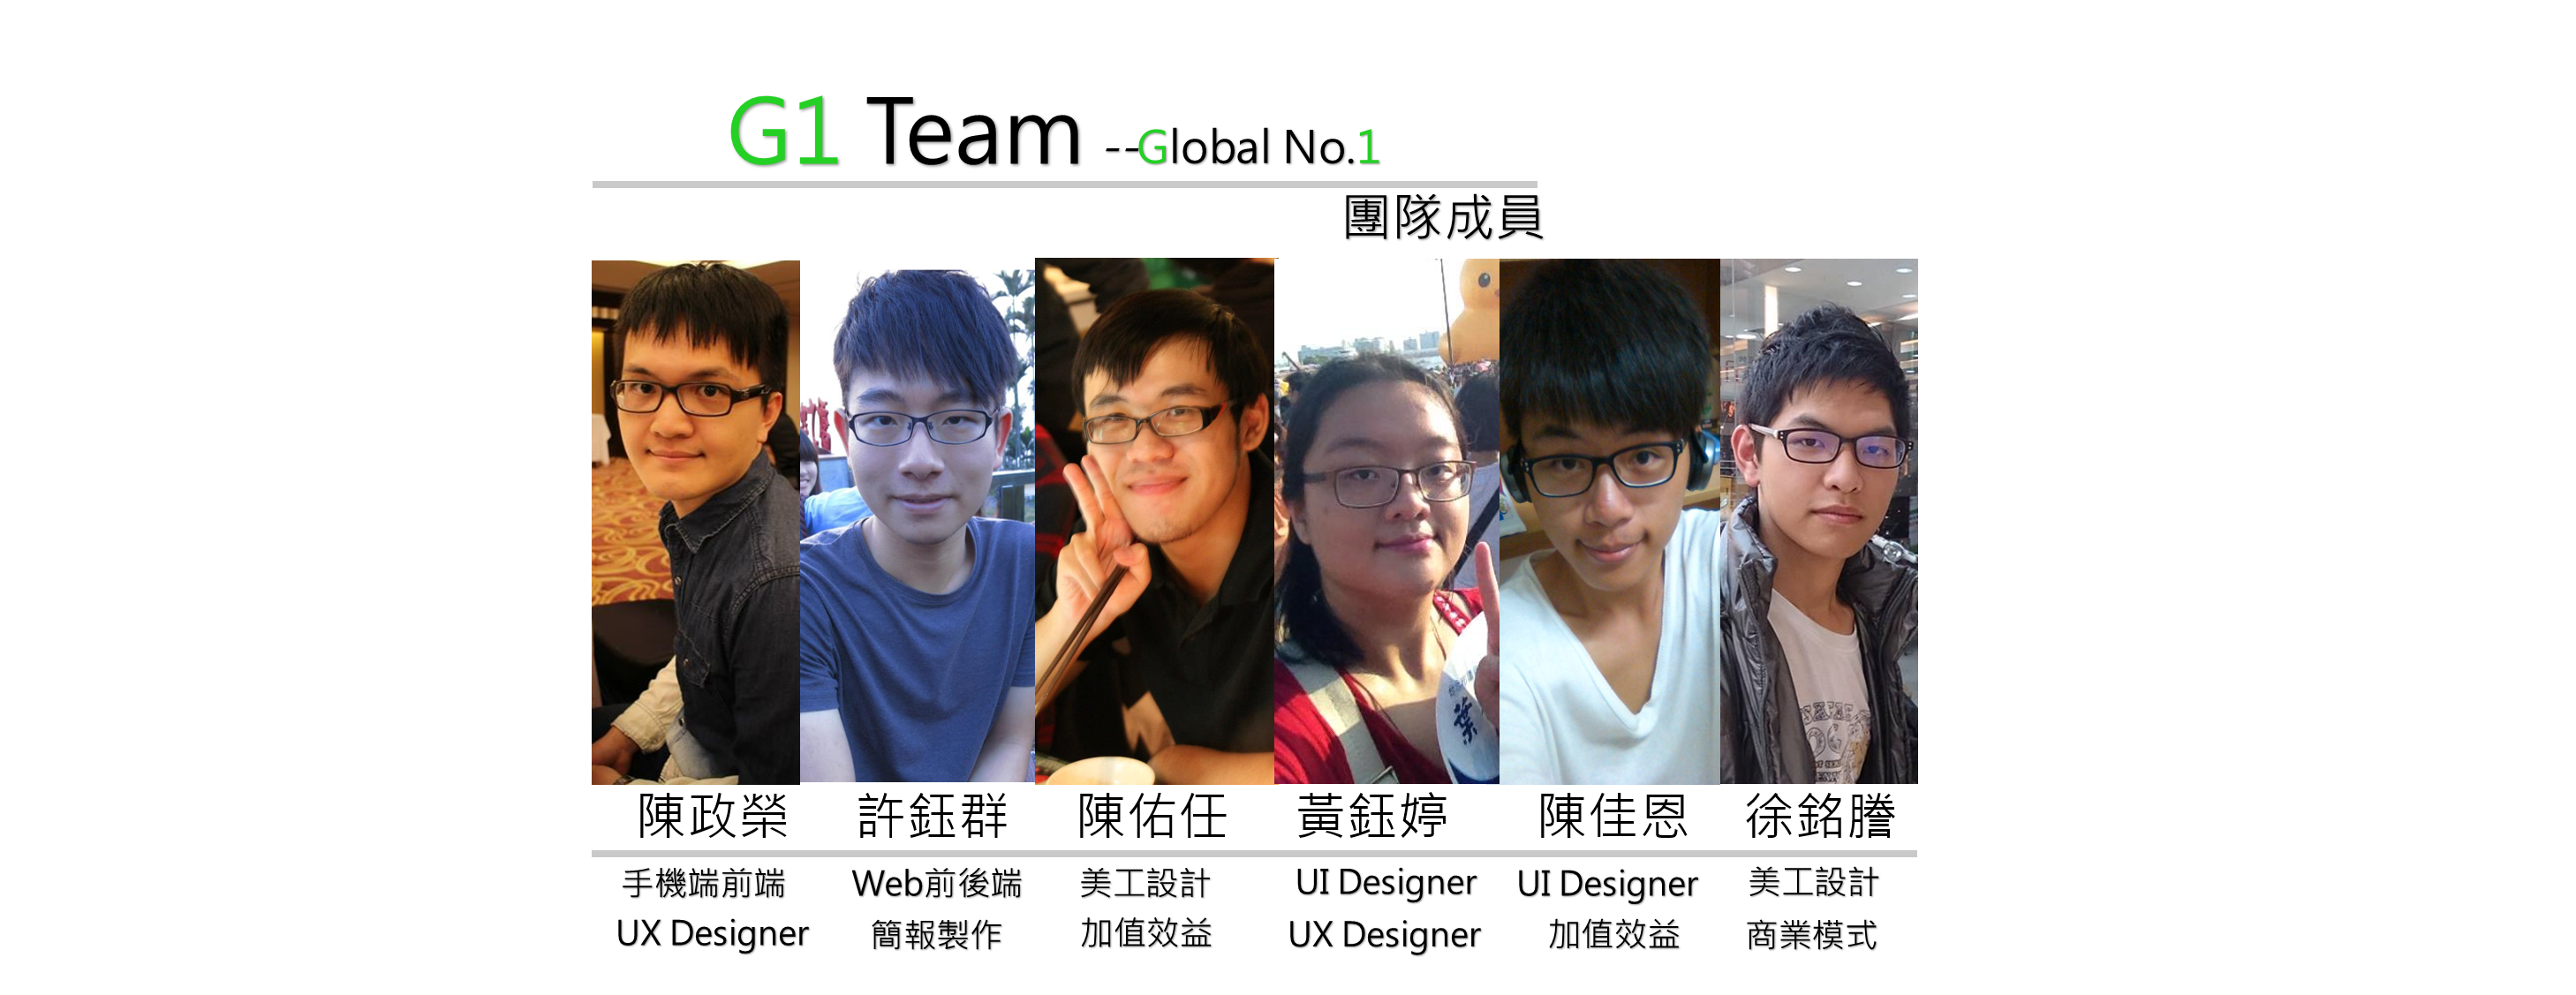 G1 Team --Global No.1
團隊成員
葉
陳政榮 許鈺群 陳佑任 黃鈺婷 陳佳恩 徐銘謄
手機端前端 Web前後端 美工設計 UI Designer UI Designer 美工設計
UX Designer 簡報製作 加值效益 UX Designer 加值效益 商業模式